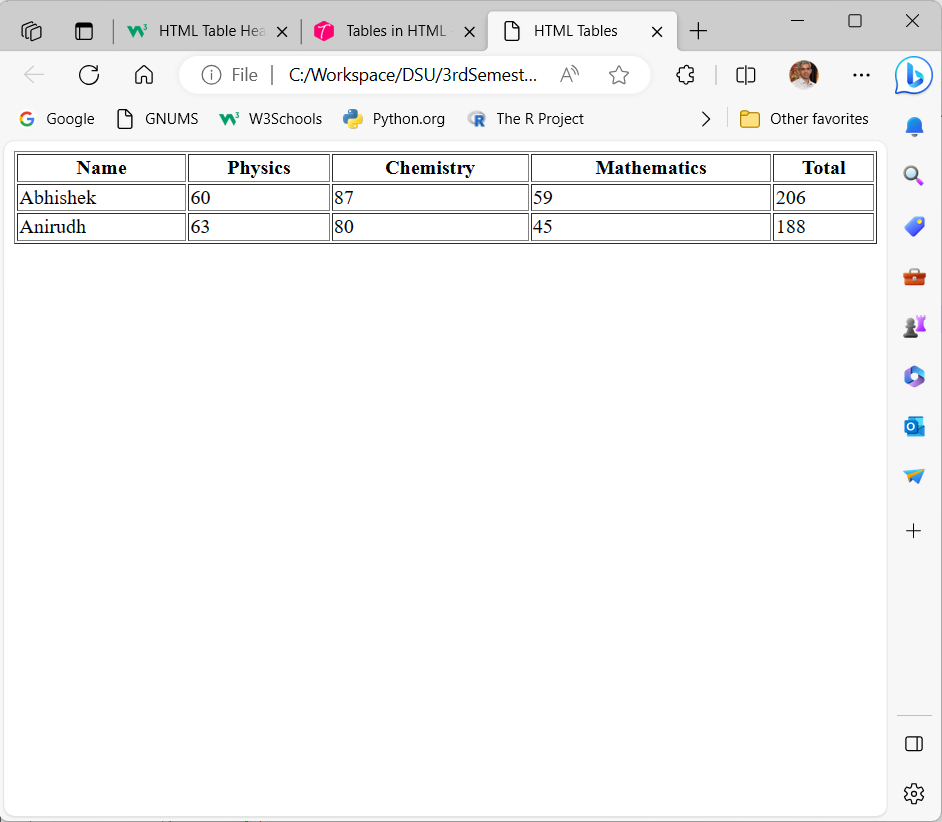 HTML Table Hea Tables in HTML HTML Tables
File C:/Workspace/DSU/3rdSemest...
Google GNUMS W3Schools Python.org The R Project Other favorites
Name Physics Chemistry Mathematics Total
Abhishek 60 87 59 206
Anirudh 63 80 45 188